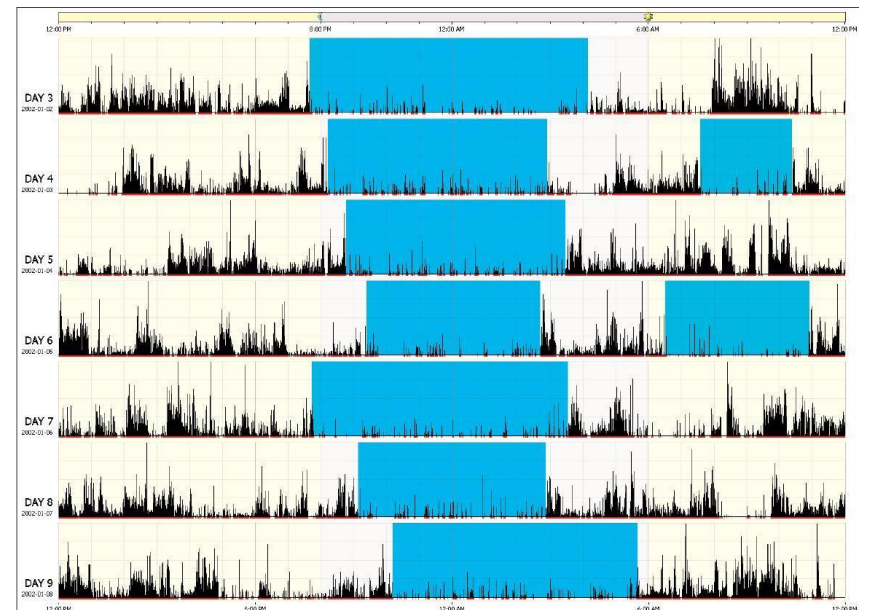 12:00 PM 8:00 PM 12:00 AM 6:00 AM 12:00 PM
DAY 3
2002-01-02
DAY 4
2002-01-03
DAY 5
2002-01-04
DAY 6
2002-01-05
DAY 7
2002-01-06
DAY 8
2002-01-07
DAY 9
2002-01-08
12:00 PM 6:00 PM 12:00 AM 6:00 AM 12:00 PM